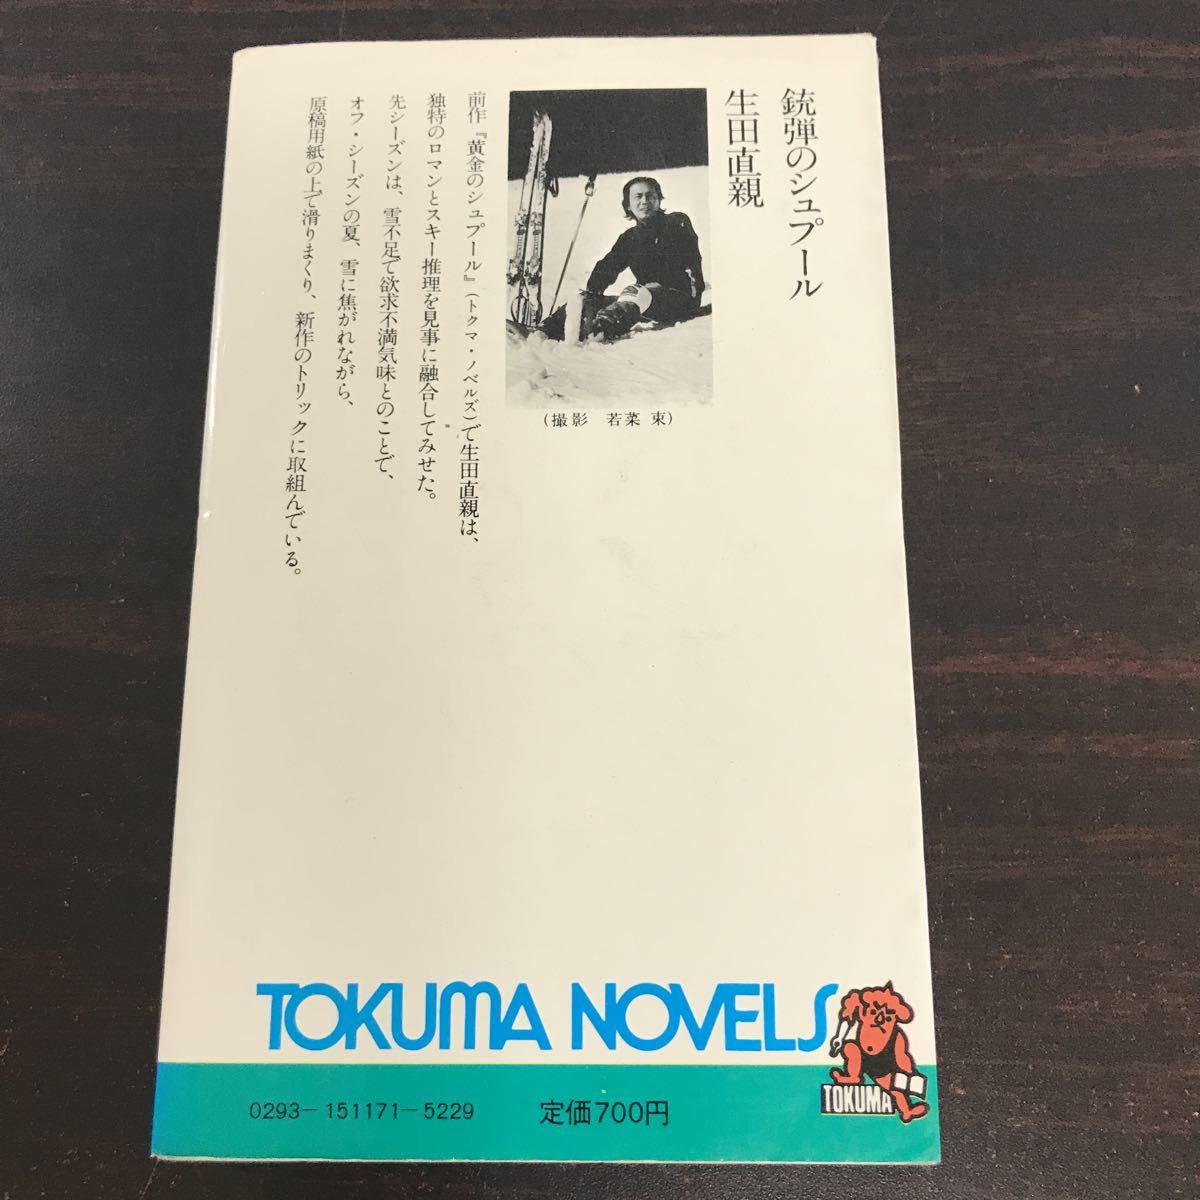 銃弾のシュプール
生田直親
(撮影 若菜 束)
前作『黄金のシュプール』(トクマ・ノベルズ)で生田直親は、
独特のロマンとスキー推理を見事に融合してみせた。
先シーズンは、雪不足で欲求不満気味とのことで、
オフ・シーズンの夏、雪に焦がれながら、
原稿用紙の上で滑りまくり、新作のトリックに取組んでいる。
TOKUMA NOVELS
TOKUMA
0293-151171-5229 定価700円